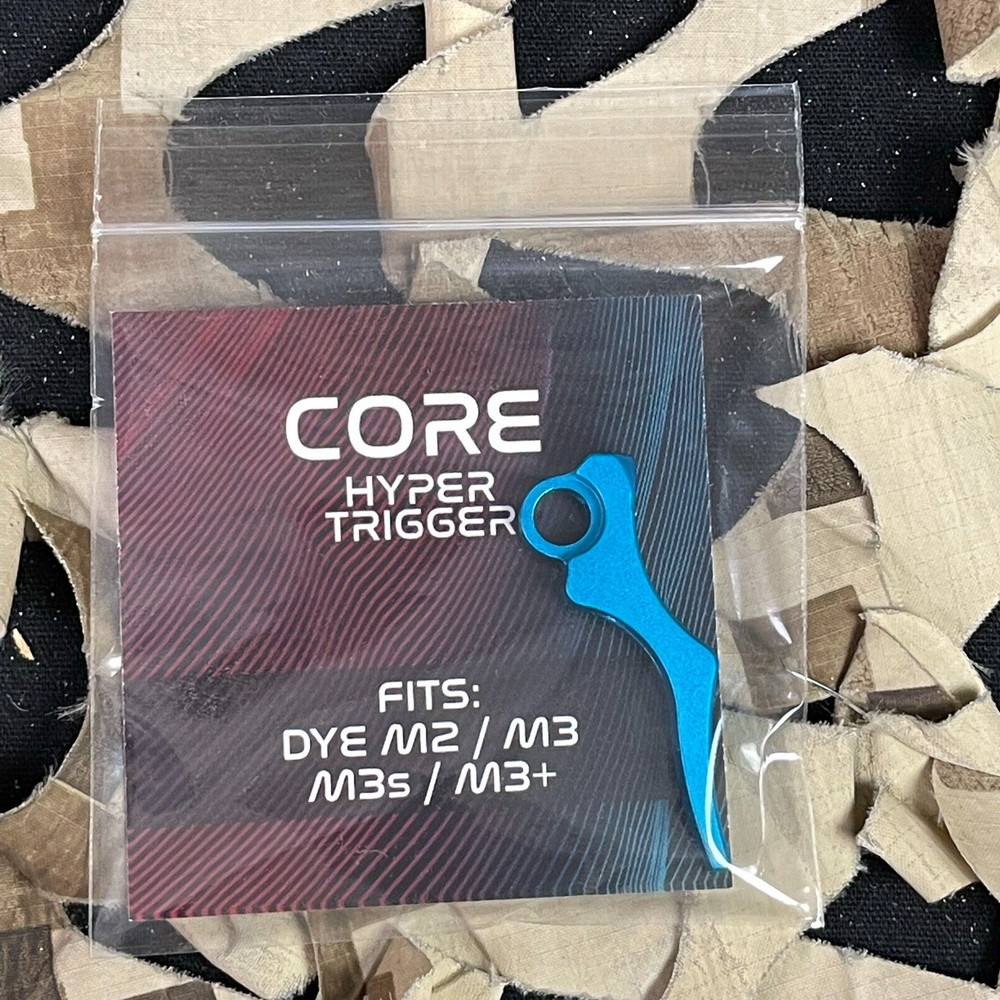 CORE
HYPER
TRIGGER
FITS:
DYE M2 / M3
M3s / M3+